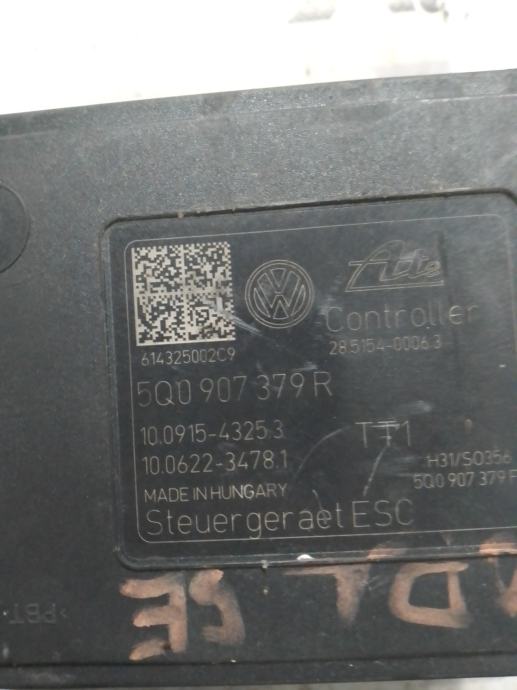 Ate
Controller
28.5154-0006.3
614325002C9
5Q0 907 379 R
10.0915-4325.3
TT1
10.0622-3478.1
H31/SO356
5Q0 907 379
MADE IN HUNGARY
Steuergeraet ESC
>PBT